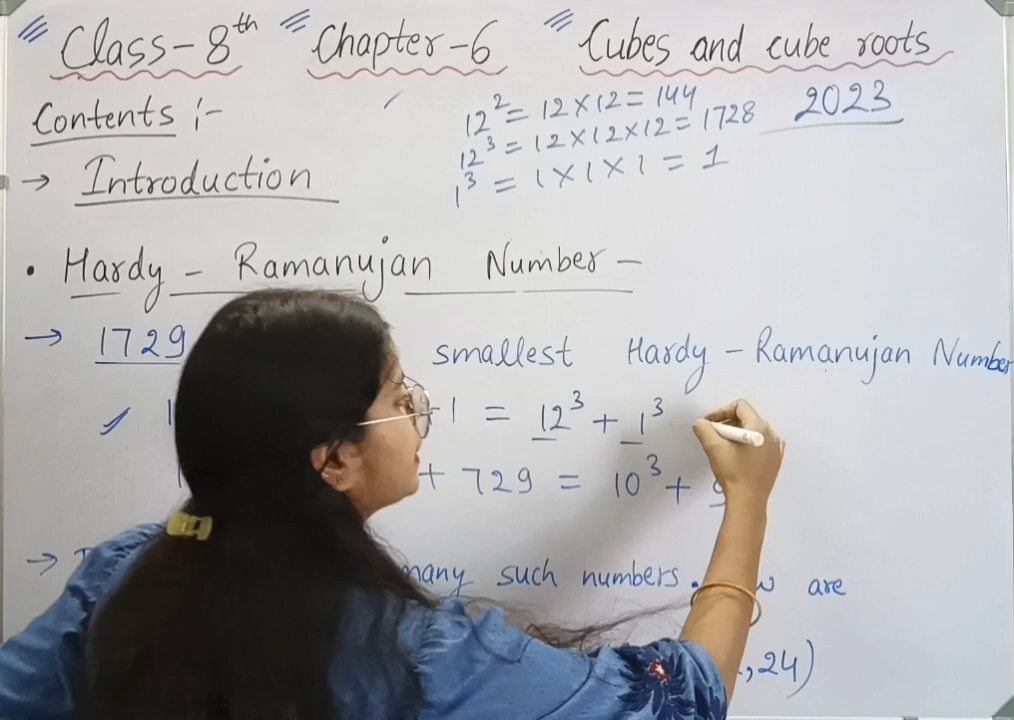 Class-8th Chapter-6 Cubes and cube roots
Contents :-
12² = 12×12 = 144
2023
12³ = 12×12×12 = 1728
1³ = 1×1×1 = 1
→ Introduction
• Hardy - Ramanujan Number -
→ 1729 smallest Hardy - Ramanujan Number
1 = 12³ + 1³
+ 729 = 10³ + 9
→ many such numbers. are
,24)